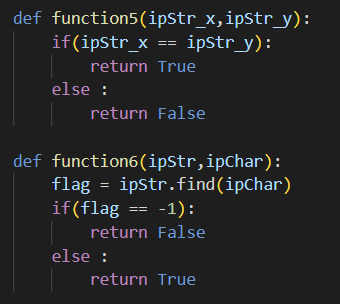 def function5(ipStr_x,ipStr_y):
    if(ipStr_x == ipStr_y):
        return True
    else :
        return False

def function6(ipStr,ipChar):
    flag = ipStr.find(ipChar)
    if(flag == -1):
        return False
    else :
        return True